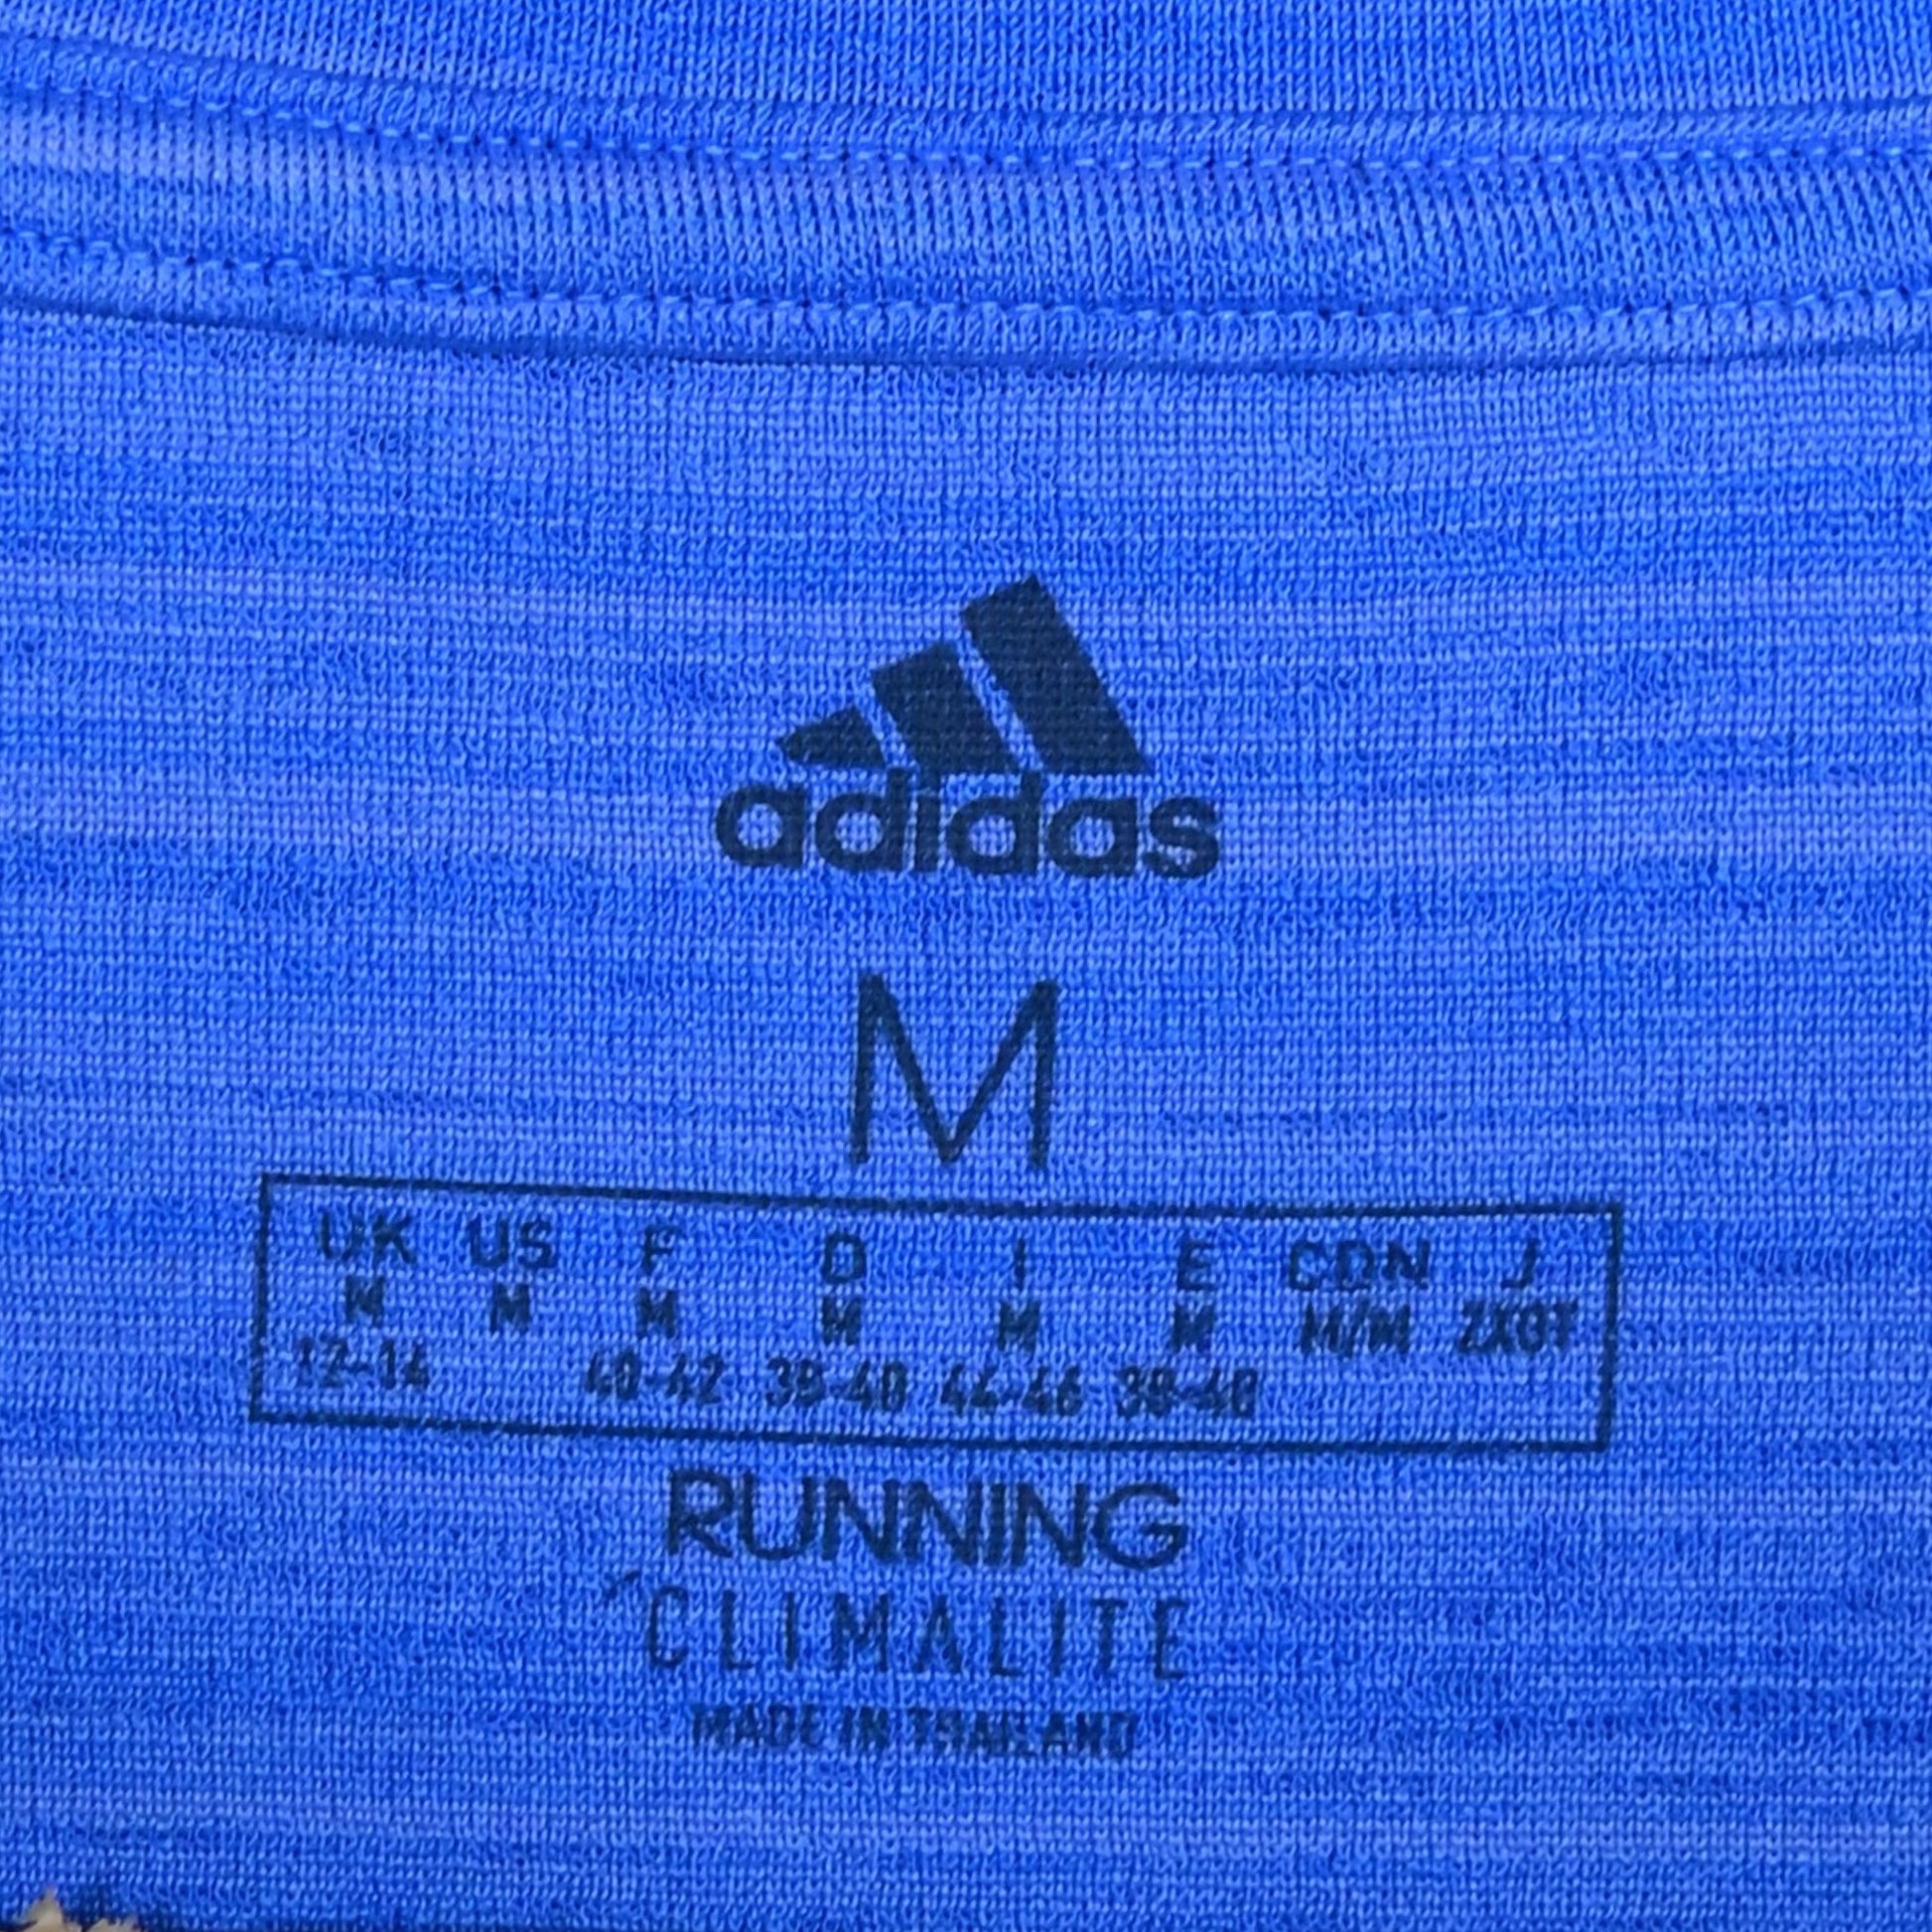 adidas
M
UK US F D I E CDN J
M M M M M M M/M
12-14 40-42 38-40 44-46 38-40
RUNNING
CLIMALITE
MADE IN THAILAND